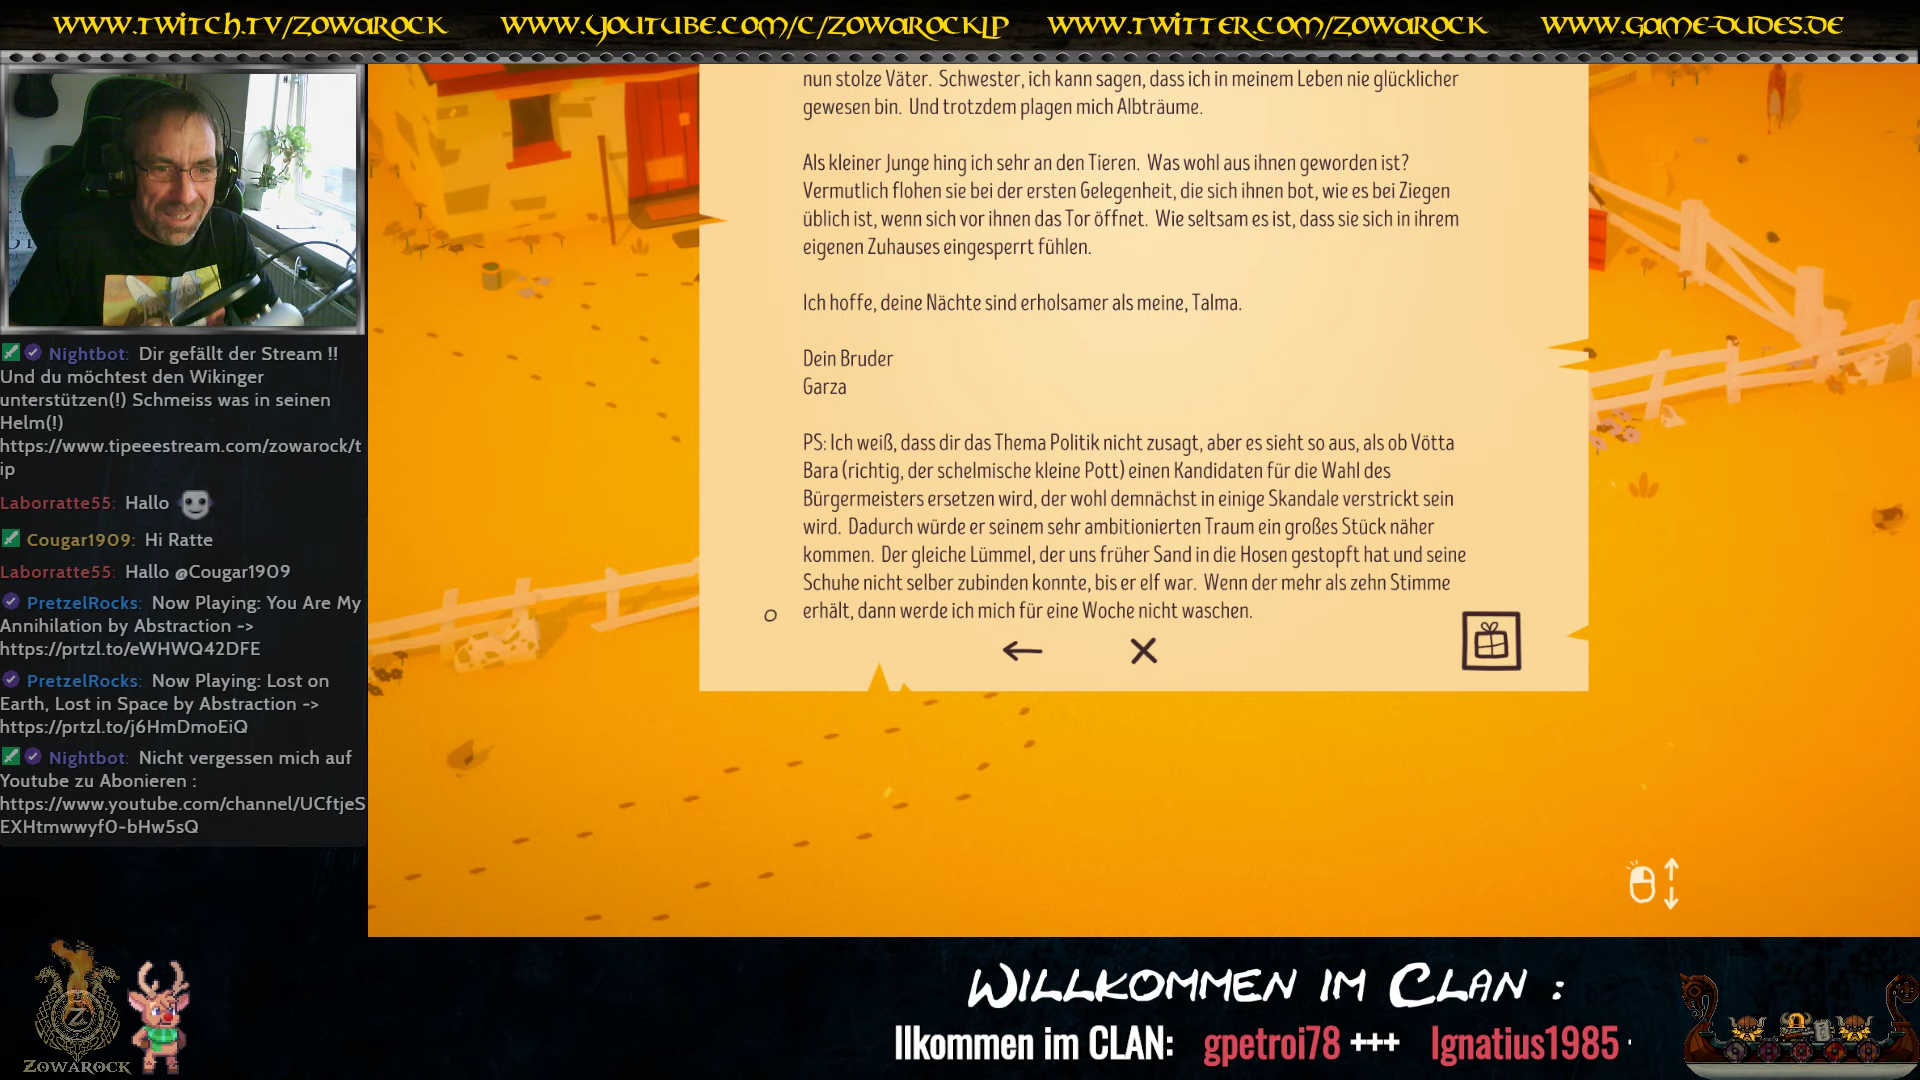 WWW.TWITCH.TV/ZOWAROCK
WWW.YOUTUBE.COM/C/ZOWAROCKLP
WWW.TWITTER.COM/ZOWAROCK
WWW.GAME-DUDES.DE
nun stolze Väter. Schwester, ich kann sagen, dass ich in meinem Leben nie glücklicher
gewesen bin. Und trotzdem plagen mich Albträume.
Als kleiner Junge hing ich sehr an den Tieren. Was wohl aus ihnen geworden ist?
Vermutlich flohen sie bei der ersten Gelegenheit, die sich ihnen bot, wie es bei Ziegen
üblich ist, wenn sich vor ihnen das Tor öffnet. Wie seltsam es ist, dass sie sich in ihrem
eigenen Zuhauses eingesperrt fühlen.
Ich hoffe, deine Nächte sind erholsamer als meine, Talma.
Dein Bruder
Garza
PS: Ich weiß, dass dir das Thema Politik nicht zusagt, aber es sieht so aus, als ob Vötta
Bara (richtig, der schelmische kleine Pott) einen Kandidaten für die Wahl des
Bürgermeisters ersetzen wird, der wohl demnächst in einige Skandale verstrickt sein
wird. Dadurch würde er seinem sehr ambitionierten Traum ein großes Stück näher
kommen. Der gleiche Lümmel, der uns früher Sand in die Hosen gestopft hat und seine
Schuhe nicht selber zubinden konnte, bis er elf war. Wenn der mehr als zehn Stimme
erhält, dann werde ich mich für eine Woche nicht waschen.
Nightbot: Dir gefällt der Stream !!
Und du möchtest den Wikinger
unterstützen(!) Schmeiss was in seinen
Helm(!)
https://www.tipeeestream.com/zowarock/t
ip
Laborratte55: Hallo
Cougar1909: Hi Ratte
Laborratte55: Hallo @Cougar1909
PretzelRocks: Now Playing: You Are My
Annihilation by Abstraction ->
https://prtzl.to/eWHWQ42DFE
PretzelRocks: Now Playing: Lost on
Earth, Lost in Space by Abstraction ->
https://prtzl.to/j6HmDmoEiQ
Nightbot: Nicht vergessen mich auf
Youtube zu Abonieren :
https://www.youtube.com/channel/UCftjeS
EXHtmwwyf0-bHw5sQ
Z
ZOWAROCK
WILLKOMMEN IM CLAN :
llkommen im CLAN: gpetroi78 +++ Ignatius1985